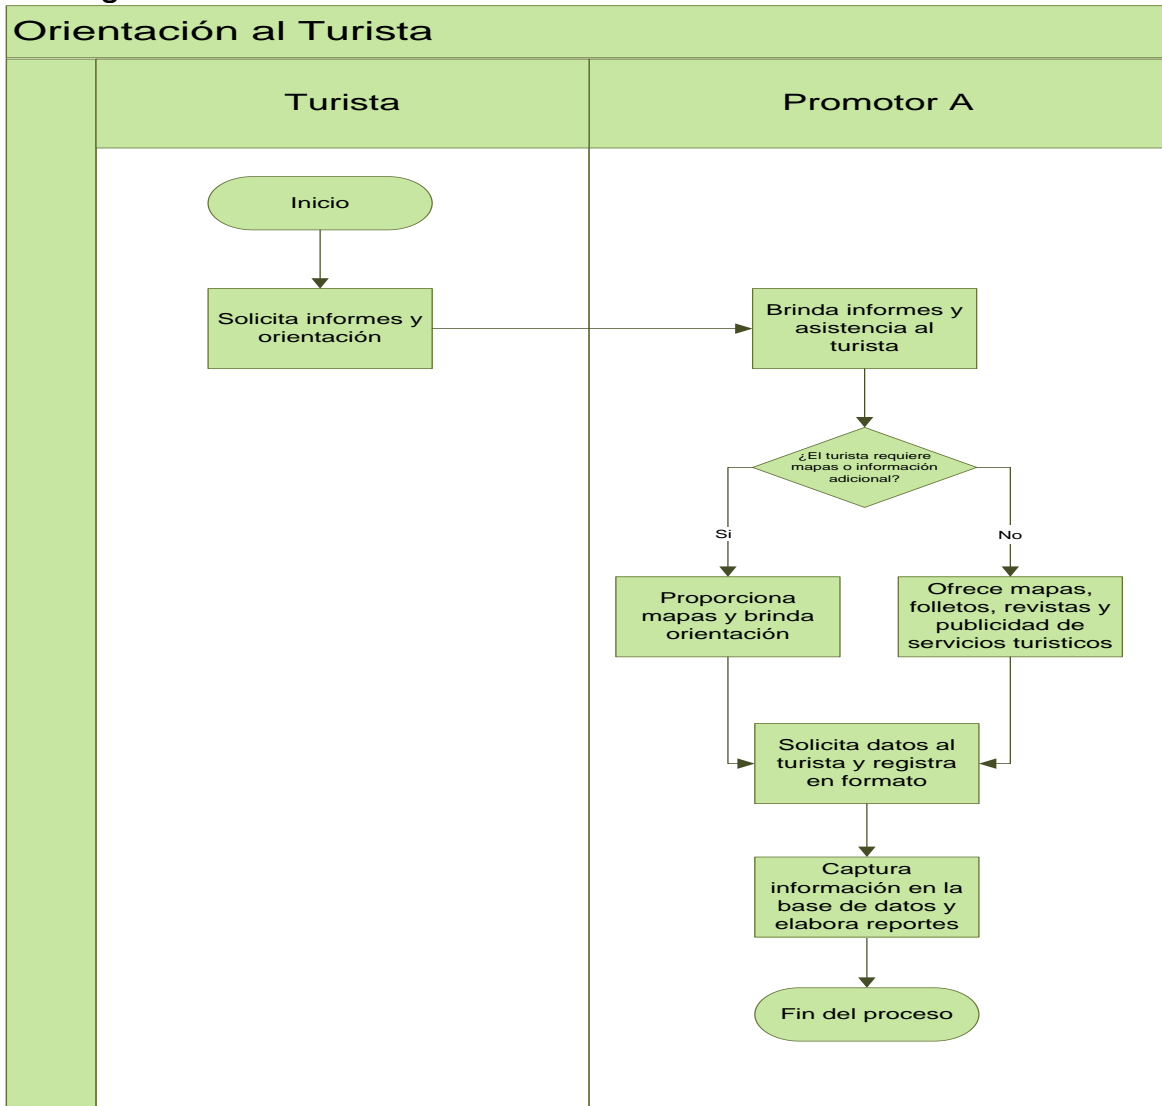 Orientación al Turista
Turista
Promotor A
Inicio
Solicita informes y
orientación
Brinda informes y
asistencia al
turista
¿El turista requiere
mapas o información
adicional?
Si
No
Proporciona
mapas y brinda
orientación
Ofrece mapas,
folletos, revistas y
publicidad de
servicios turisticos
Solicita datos al
turista y registra
en formato
Captura
información en la
base de datos y
elabora reportes
Fin del proceso